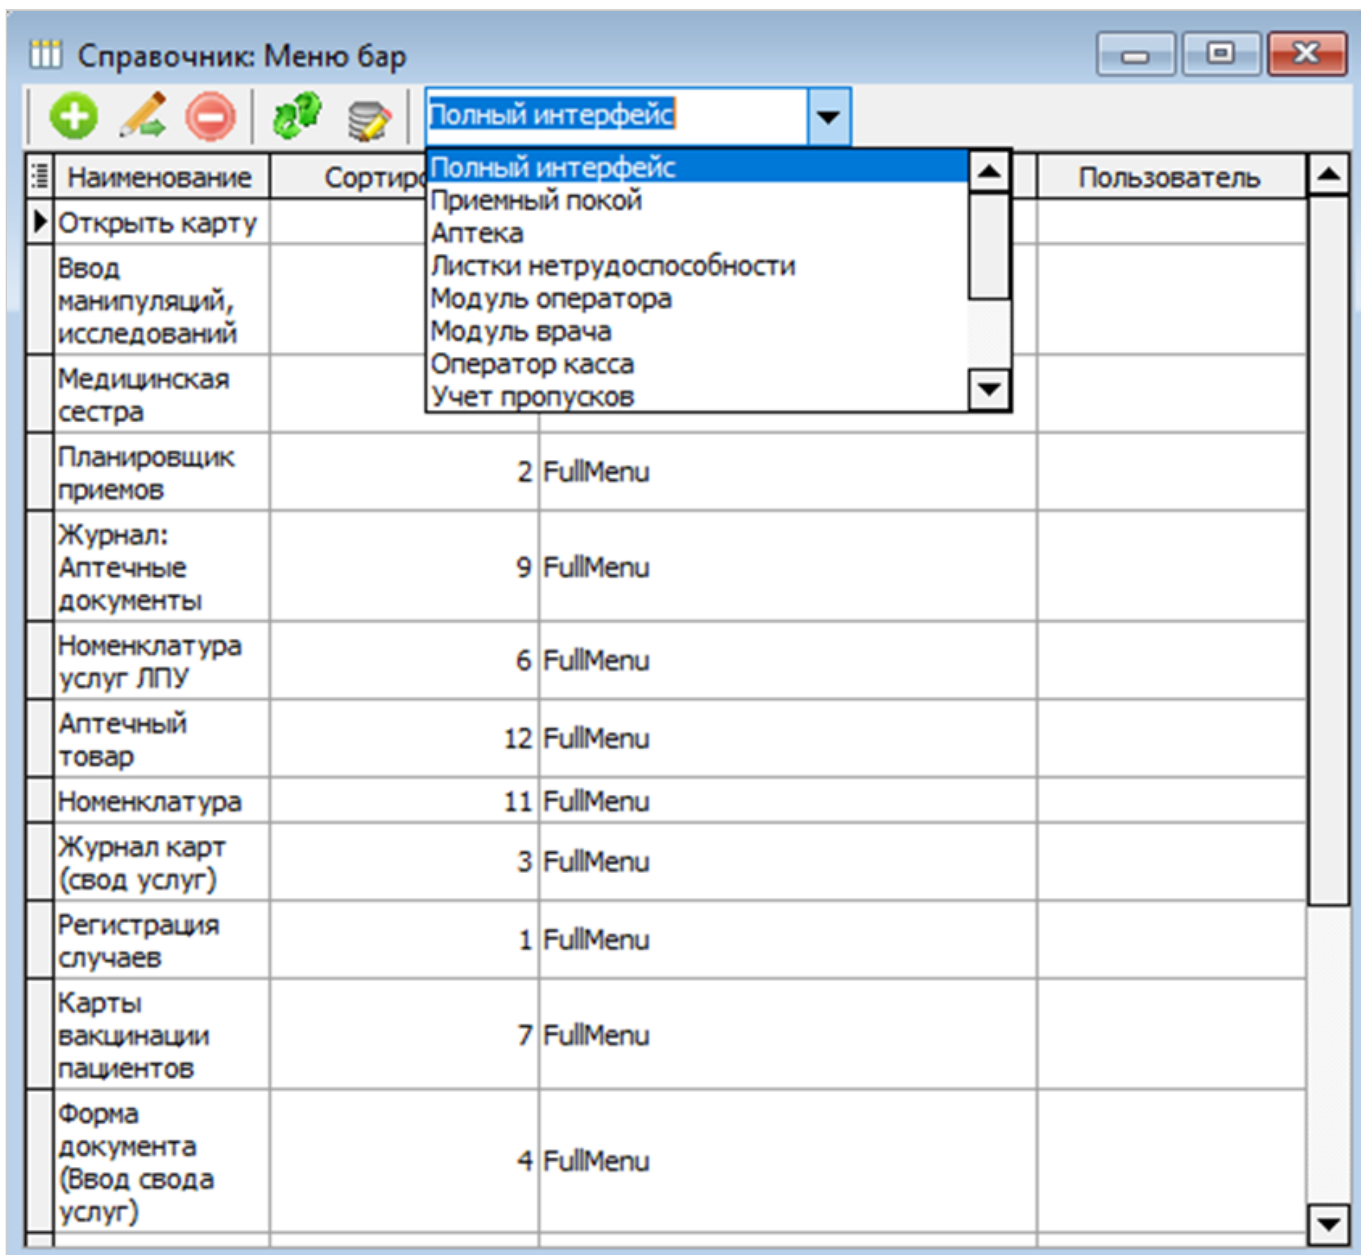 Справочник: Меню бар
Полный интерфейс
Наименование
Сортиро
Пользователь
Полный интерфейс
Приемный покой
Аптека
Листки нетрудоспособности
Модуль оператора
Модуль врача
Оператор касса
Учет пропусков
Открыть карту
Ввод
манипуляций,
исследований
Медицинская
сестра
Планировщик
приемов
2 FullMenu
Журнал:
Аптечные
документы
9 FullMenu
Номенклатура
услуг ЛПУ
6 FullMenu
Аптечный
товар
12 FullMenu
Номенклатура
11 FullMenu
Журнал карт
(свод услуг)
3 FullMenu
Регистрация
случаев
1 FullMenu
Карты
вакцинации
пациентов
7 FullMenu
Форма
документа
(Ввод свода
услуг)
4 FullMenu